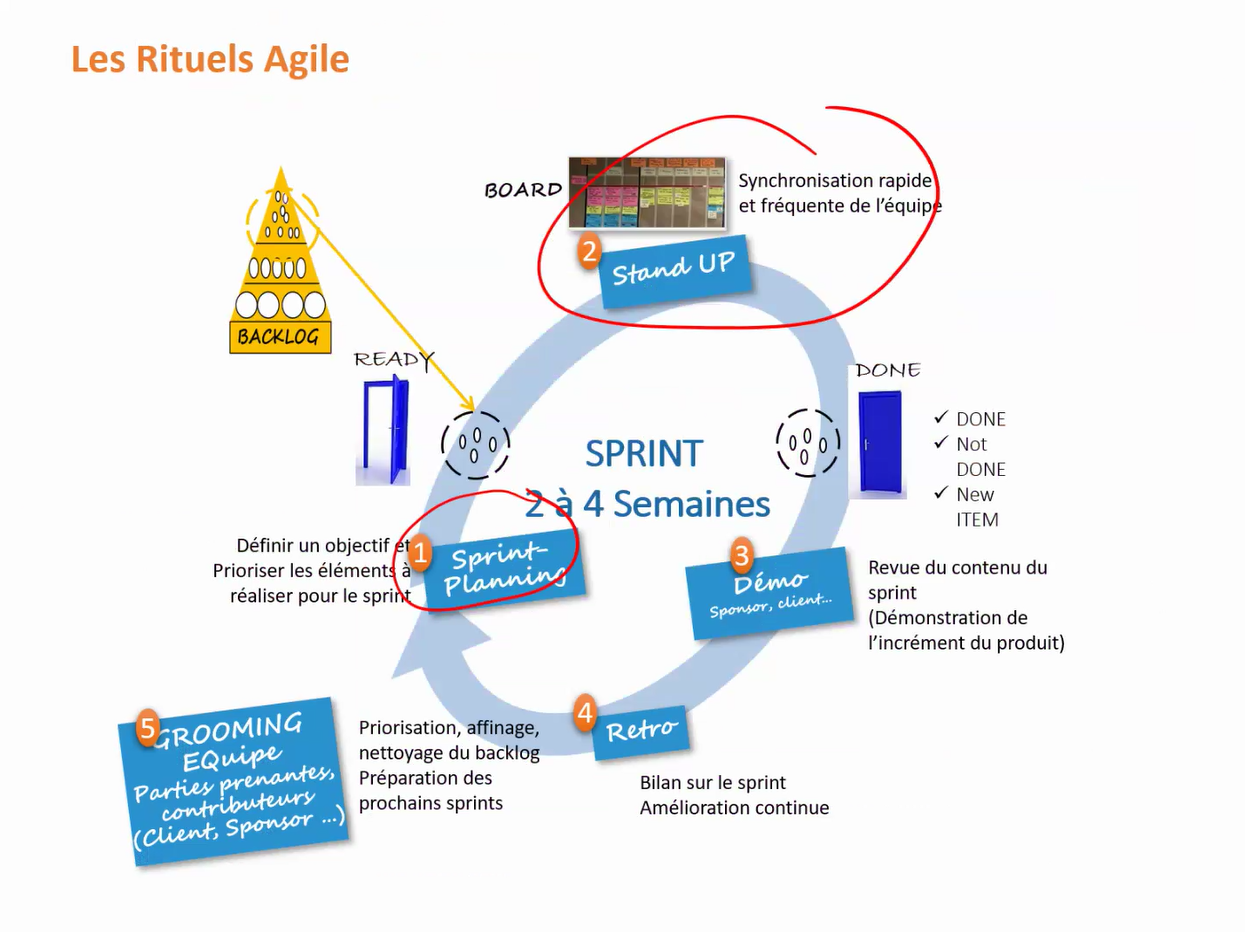 Les Rituels Agile
BOARD
Synchronisation rapide
et fréquente de l'équipe
2
Stand UP
BACKLOG
READY
DONE
✓ DONE
✓ Not
DONE
✓ New
ITEM
SPRINT
2 à 4 Semaines
Définir un objectif et
Prioriser les éléments à
réaliser pour le sprint
1
Sprint-
Planning
3
Démo
Sponsor, client...
Revue du contenu du
sprint
(Démonstration de
l'incrément du produit)
5
GROOMING
EQuipe
Parties prenantes,
contributeurs
(Client, Sponsor ...)
Priorisation, affinage,
nettoyage du backlog
Préparation des
prochains sprints
4
Retro
Bilan sur le sprint
Amélioration continue